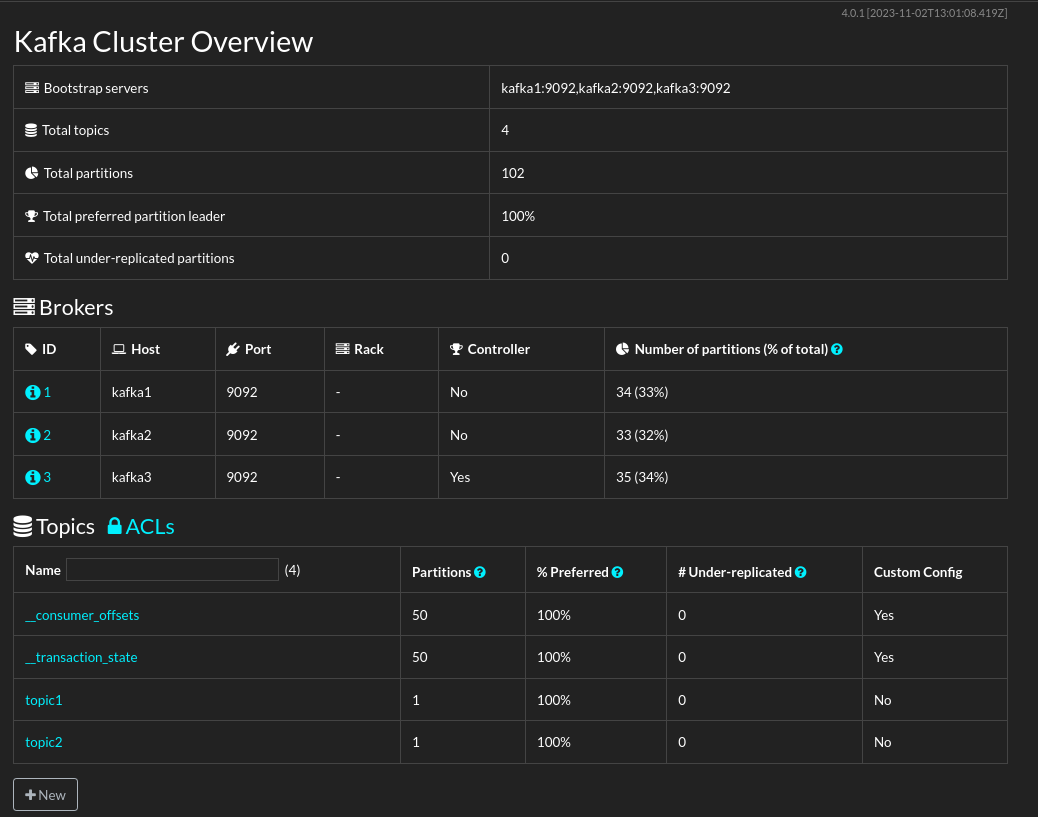 4.0.1 [2023-11-02T13:01:08.419Z]
Kafka Cluster Overview
Bootstrap servers kafka1:9092,kafka2:9092,kafka3:9092
Total topics 4
Total partitions 102
Total preferred partition leader 100%
Total under-replicated partitions 0
Brokers
ID Host Port Rack Controller Number of partitions (% of total)
1 kafka1 9092 - No 34 (33%)
2 kafka2 9092 - No 33 (32%)
3 kafka3 9092 - Yes 35 (34%)
Topics ACLs
Name (4) Partitions % Preferred # Under-replicated Custom Config
__consumer_offsets 50 100% 0 Yes
__transaction_state 50 100% 0 Yes
topic1 1 100% 0 No
topic2 1 100% 0 No
New